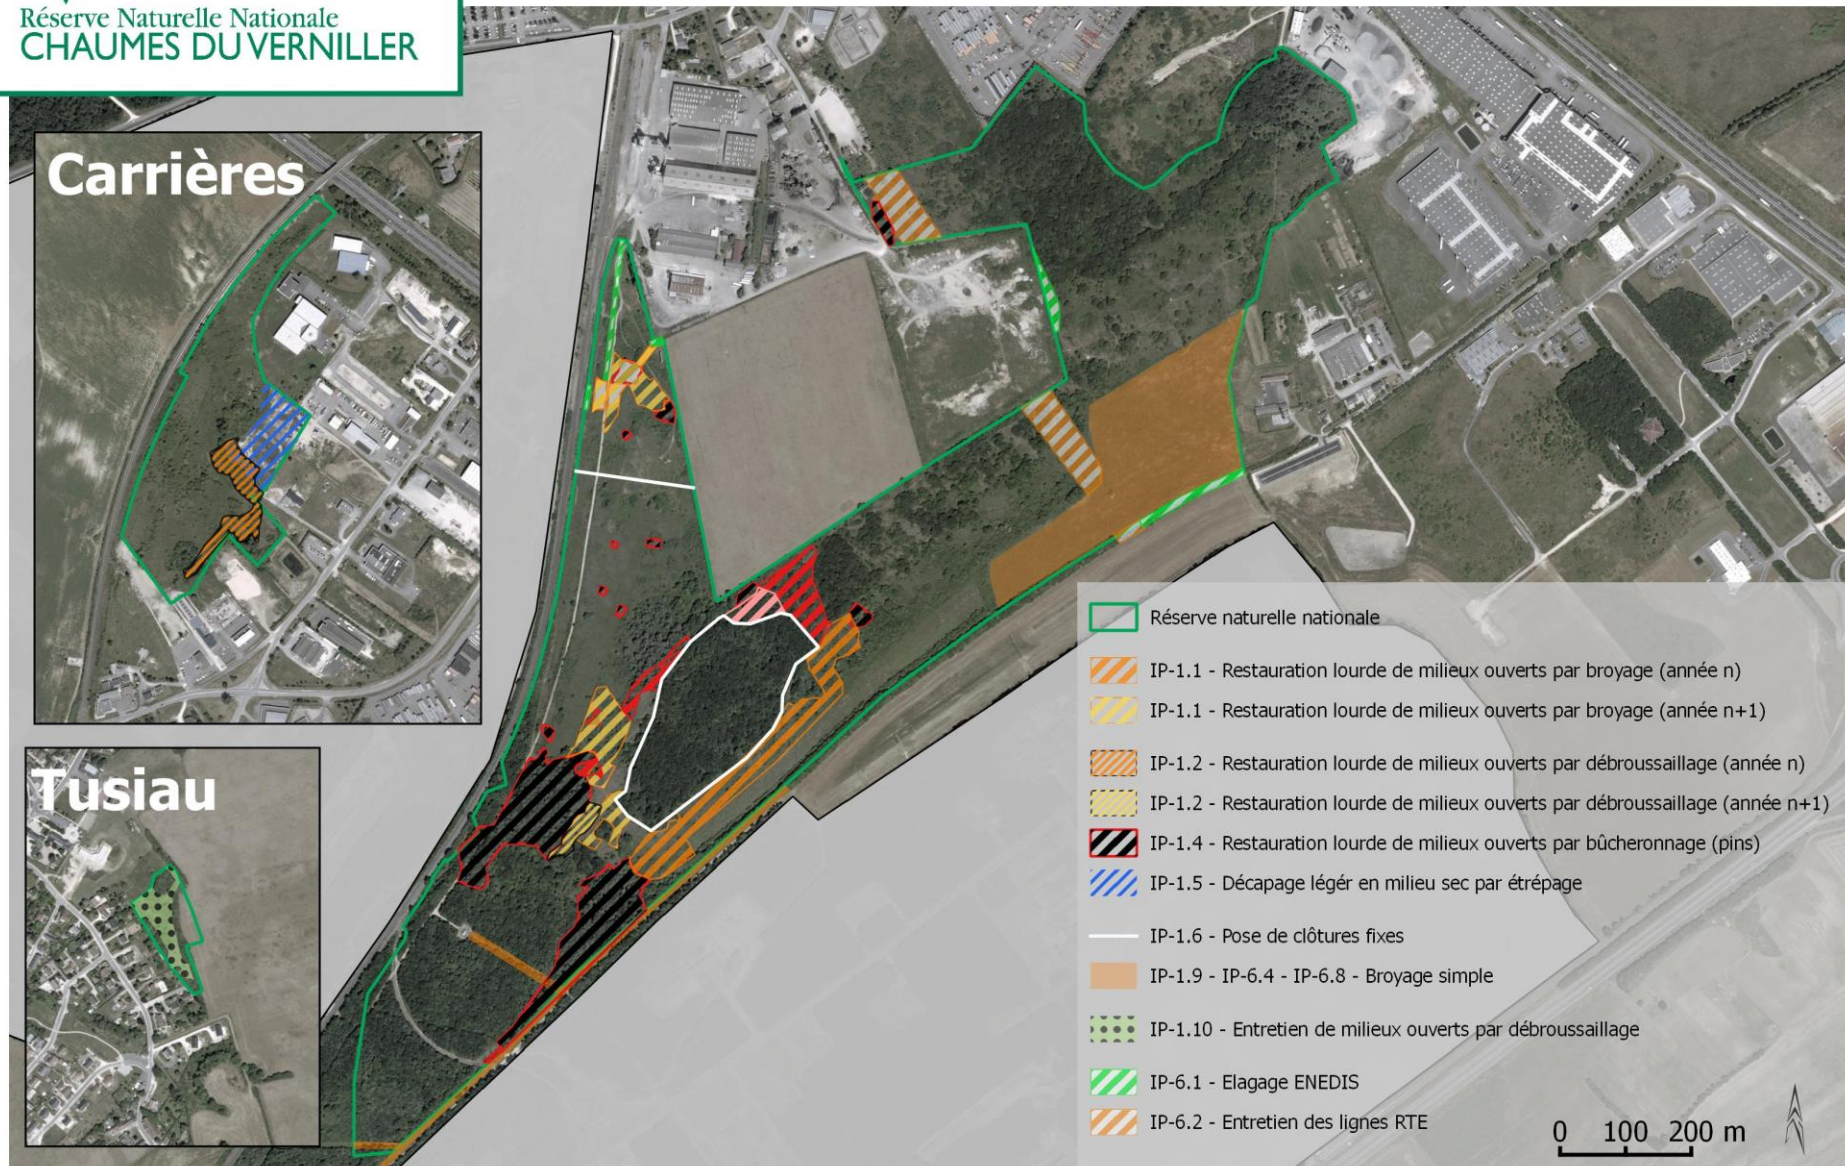 Réserve Naturelle Nationale
CHAUMES DU VERNILLER
Carrières
Tusiau
Réserve naturelle nationale
IP-1.1 - Restauration lourde de milieux ouverts par broyage (année n)
IP-1.1 - Restauration lourde de milieux ouverts par broyage (année n+1)
IP-1.2 - Restauration lourde de milieux ouverts par débroussaillage (année n)
IP-1.2 - Restauration lourde de milieux ouverts par débroussaillage (année n+1)
IP-1.4 - Restauration lourde de milieux ouverts par bûcheronnage (pins)
IP-1.5 - Décapage légér en milieu sec par étrépage
IP-1.6 - Pose de clôtures fixes
IP-1.9 - IP-6.4 - IP-6.8 - Broyage simple
IP-1.10 - Entretien de milieux ouverts par débroussaillage
IP-6.1 - Elagage ENEDIS
IP-6.2 - Entretien des lignes RTE
0 100 200 m